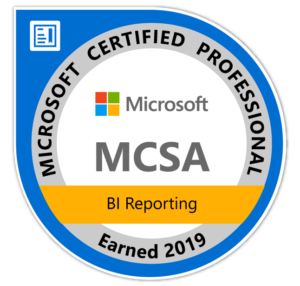 MICROSOFT CERTIFIED PROFESSIONAL
Microsoft
MCSA
BI Reporting
Earned 2019